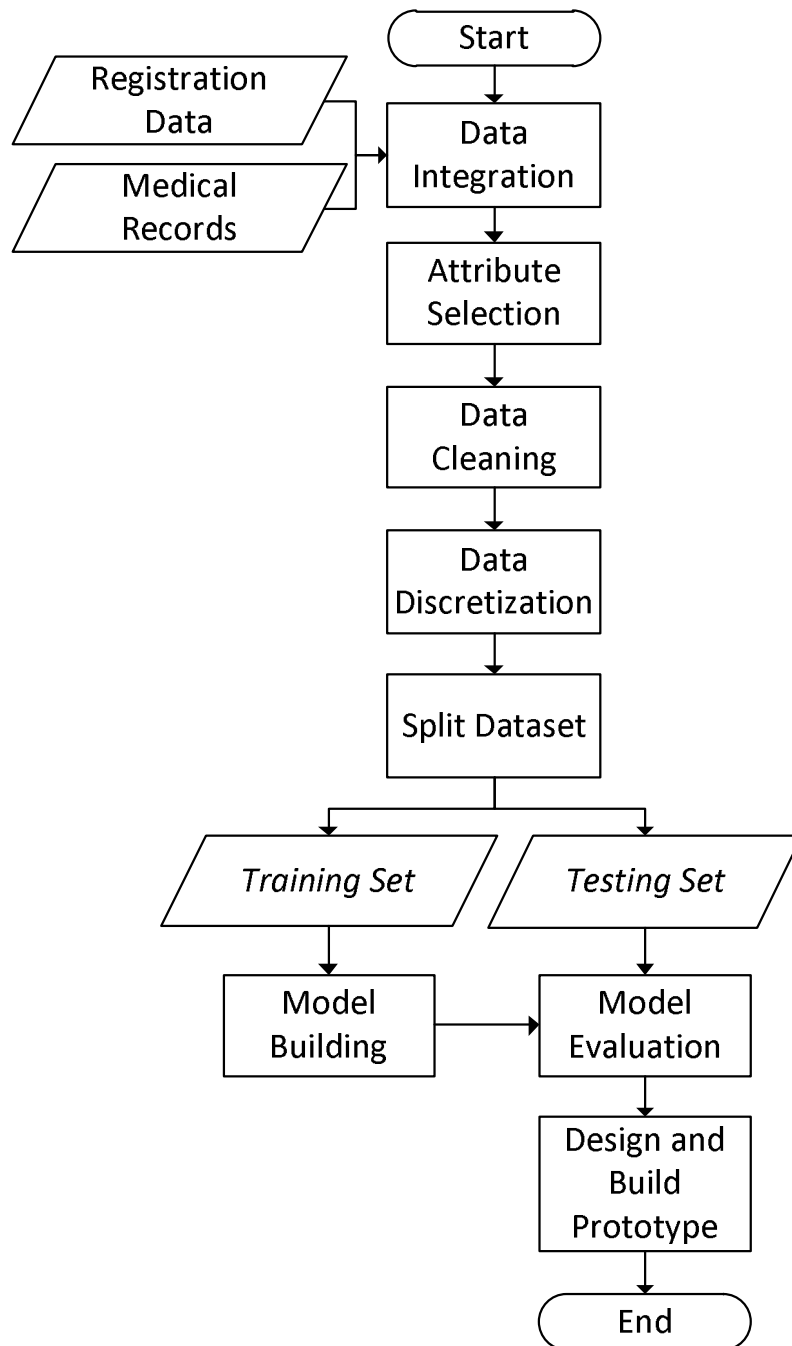 Start
Registration
Data
Medical
Records
Data
Integration
Attribute
Selection
Data
Cleaning
Data
Discretization
Split Dataset
Training Set
Testing Set
Model
Building
Model
Evaluation
Design and
Build
Prototype
End